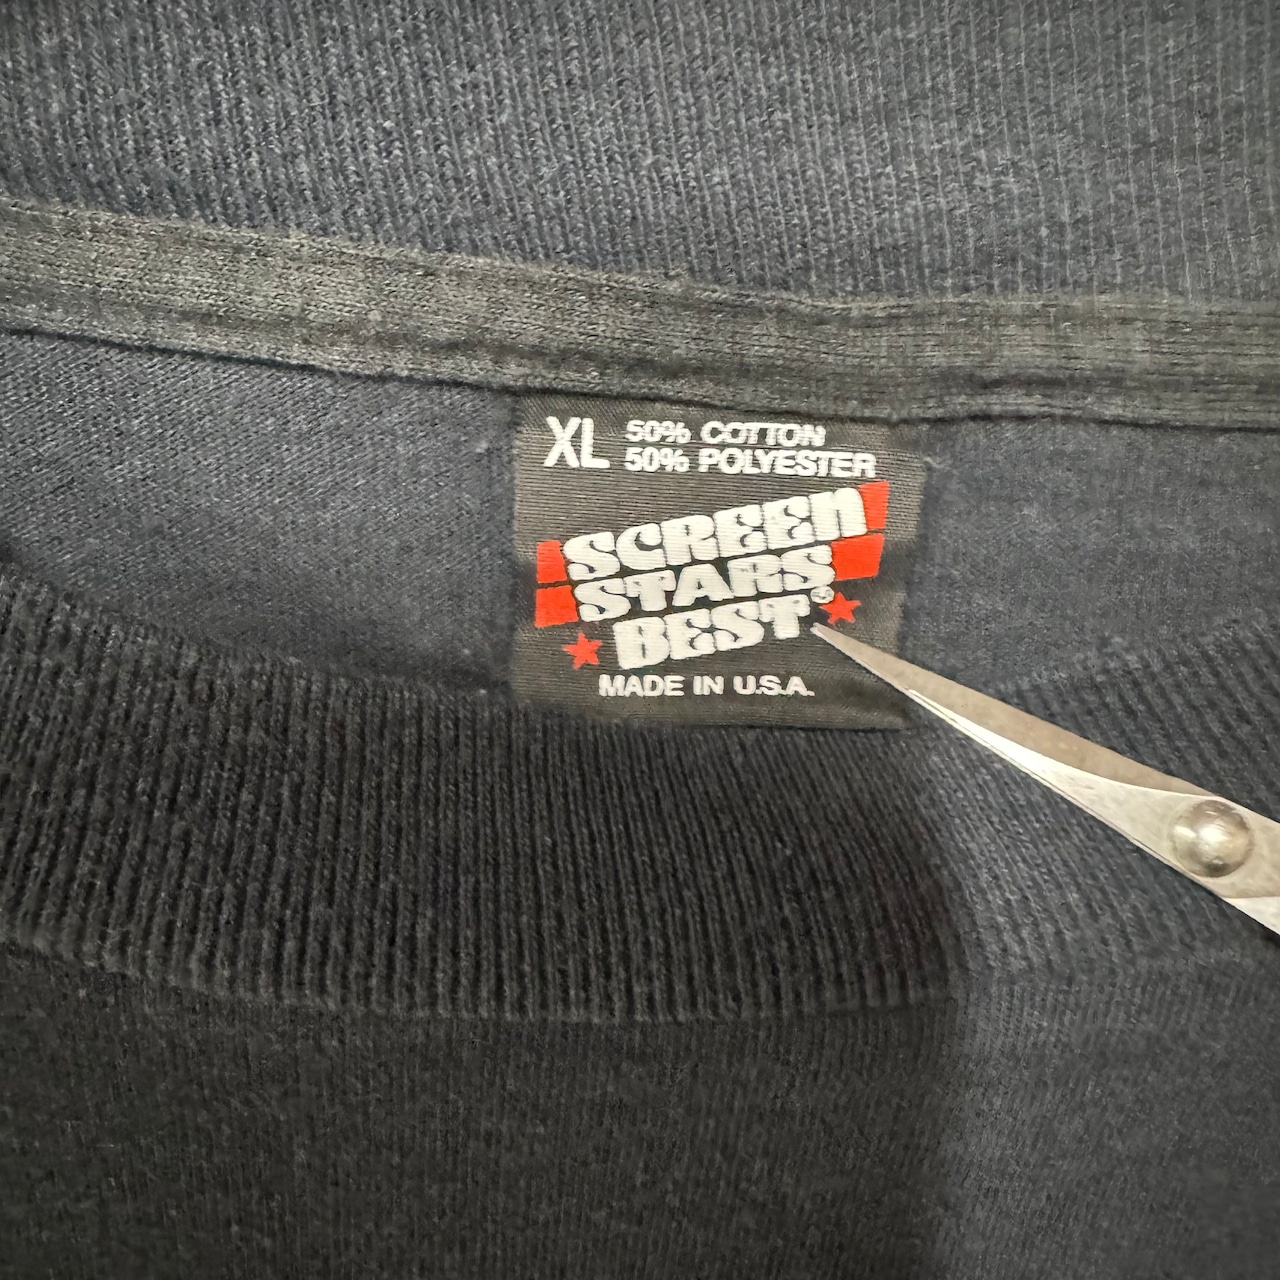 XL 50% COTTON
50% POLYESTER
SCREEN
STARS
BEST®
MADE IN U.S.A.